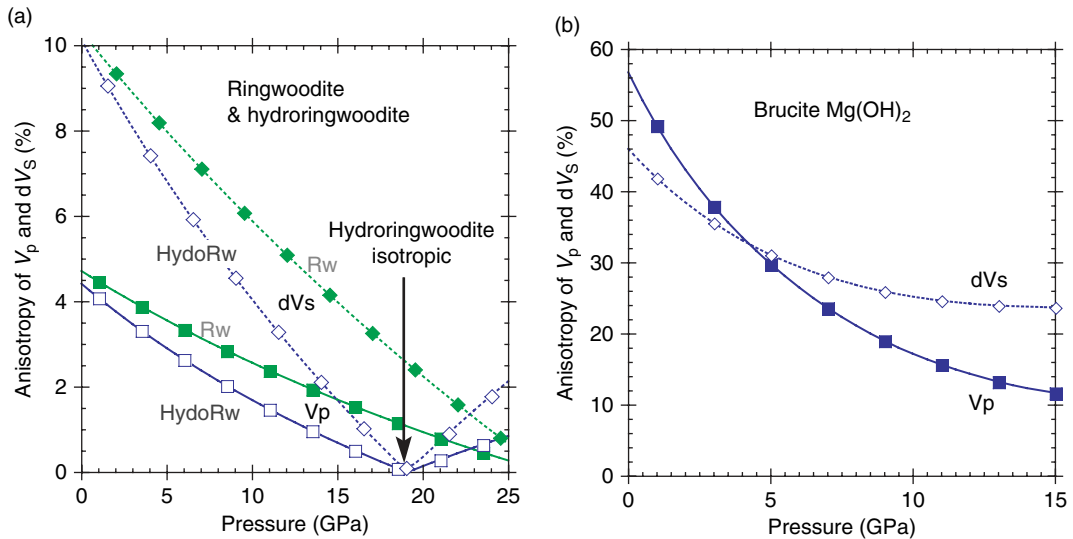 (a)
Anisotropy of Vp and dVS (%)
10
8
6
4
2
0
Ringwoodite
& hydroringwoodite
Hydroringwoodite
isotropic
HydoRw
Rw
dVs
Rw
HydoRw
Vp
0 5 10 15 20 25
Pressure (GPa)
(b)
Anisotropy of Vp and dVS (%)
60
50
40
30
20
10
0
Brucite Mg(OH)2
dVs
Vp
0 5 10 15
Pressure (GPa)